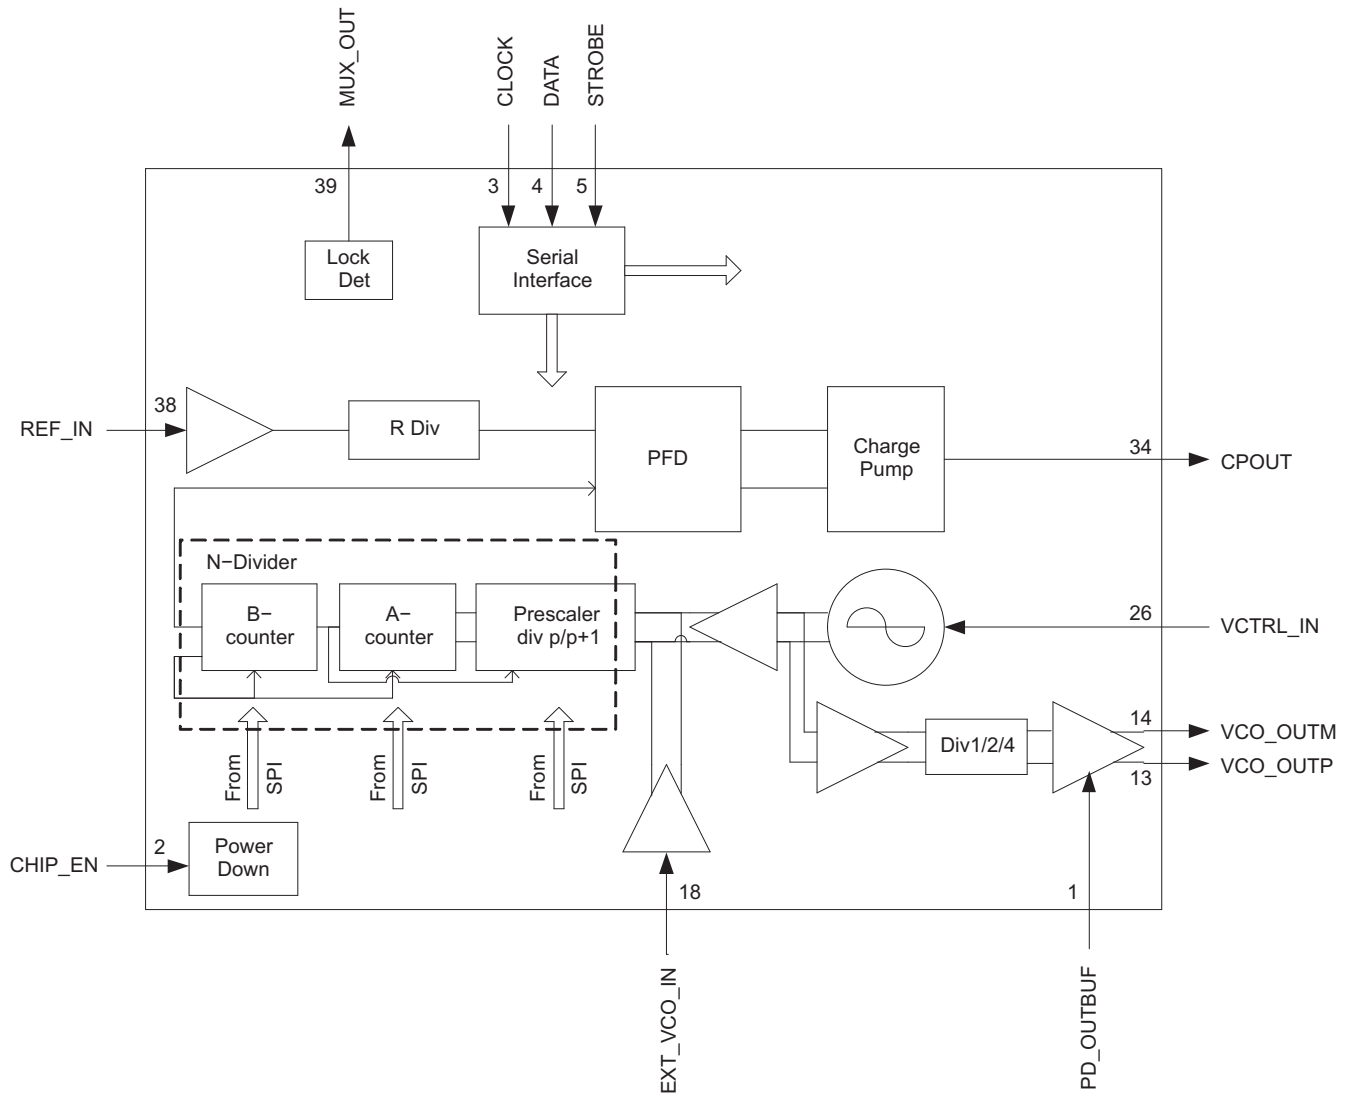 MUX_OUT
CLOCK
DATA
STROBE
39
3
4
5
Lock
Det
Serial
Interface
REF_IN
38
R Div
PFD
Charge
Pump
34
CPOUT
N−Divider
B−
counter
A−
counter
Prescaler
div p/p+1
26
VCTRL_IN
From
SPI
From
SPI
From
SPI
Div1/2/4
14
VCO_OUTM
13
VCO_OUTP
CHIP_EN
2
Power
Down
18
1
EXT_VCO_IN
PD_OUTBUF